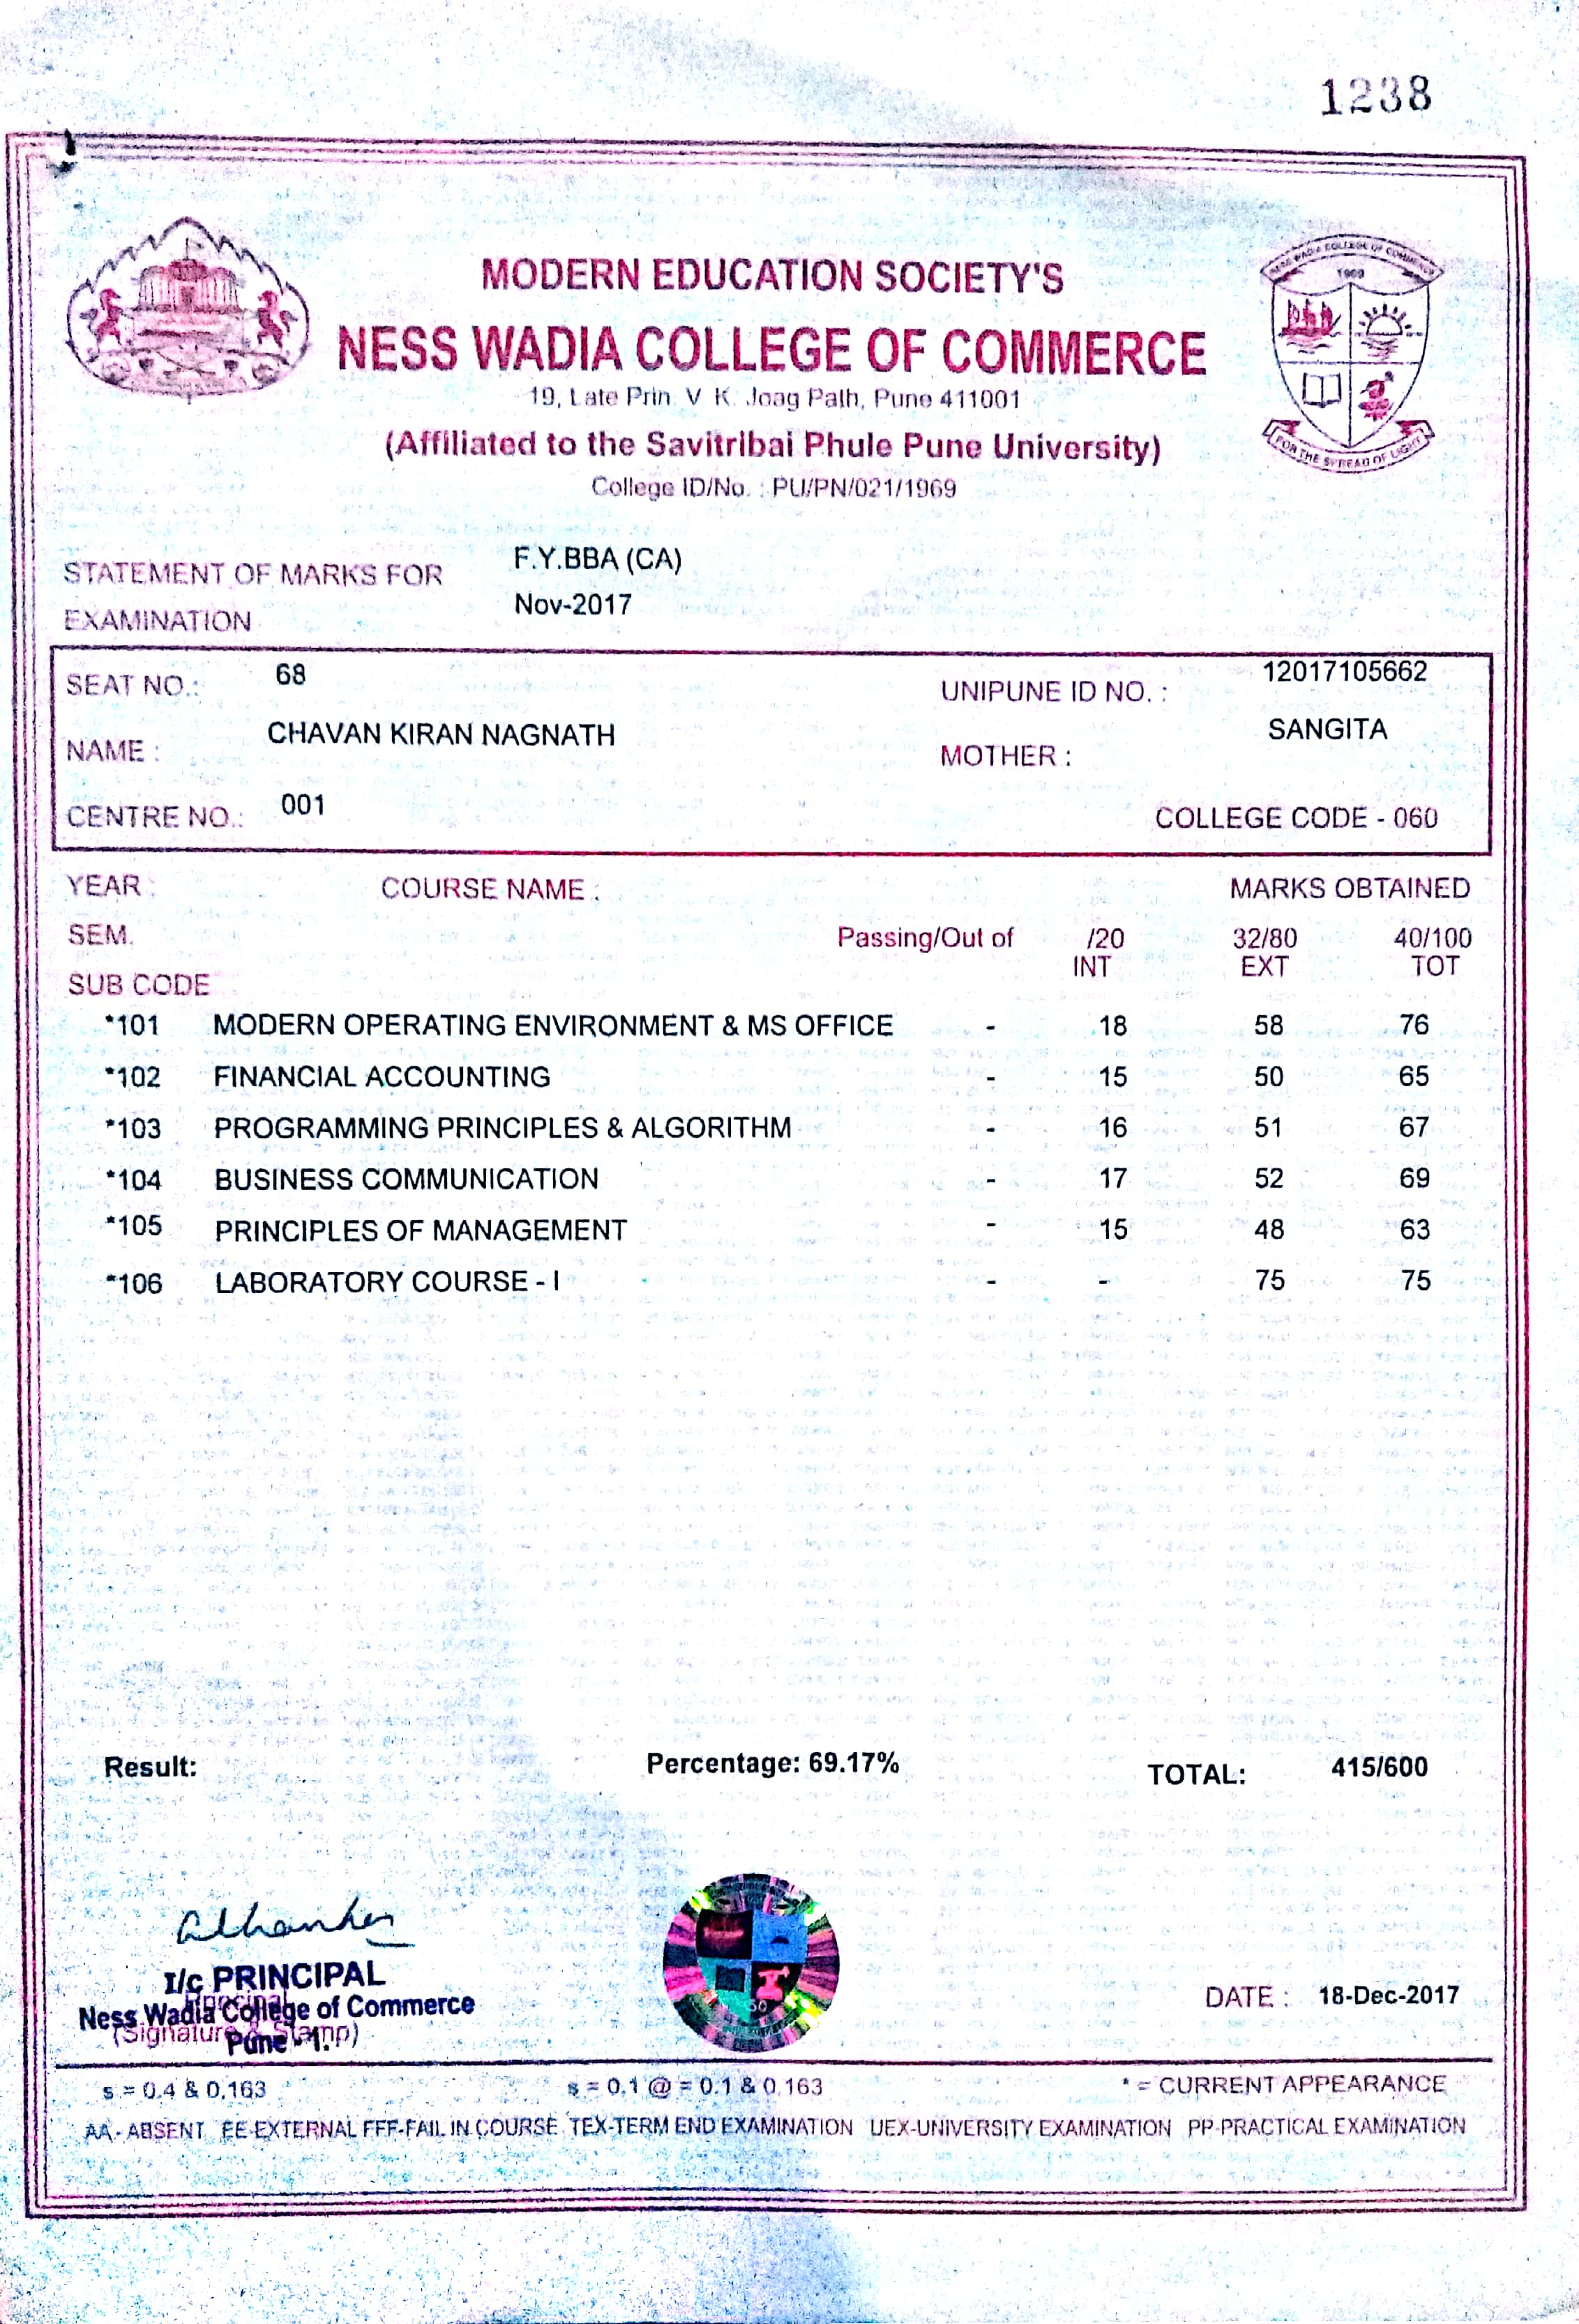 1238
MODERN EDUCATION SOCIETY'S
NESS WADIA COLLEGE OF COMMERCE
19, Late Prin. V. K. Joag Path, Pune 411001
(Affiliated to the Savitribai Phule Pune University)
College ID/No. : PU/PN/021/1969
NESS WADIA COLLEGE OF COMMERCE
1969
FOR THE SPREAD OF LIGHT
STATEMENT OF MARKS FOR F.Y.BBA (CA)
EXAMINATION Nov-2017
SEAT NO.: 68 UNIPUNE ID NO. : 12017105662
NAME : CHAVAN KIRAN NAGNATH MOTHER : SANGITA
CENTRE NO.: 001 COLLEGE CODE - 060
YEAR : COURSE NAME : MARKS OBTAINED
SEM. Passing/Out of /20 32/80 40/100
INT EXT TOT
SUB CODE
*101 MODERN OPERATING ENVIRONMENT & MS OFFICE - 18 58 76
*102 FINANCIAL ACCOUNTING - 15 50 65
*103 PROGRAMMING PRINCIPLES & ALGORITHM - 16 51 67
*104 BUSINESS COMMUNICATION - 17 52 69
*105 PRINCIPLES OF MANAGEMENT - 15 48 63
*106 LABORATORY COURSE - I - - 75 75
Result: Percentage: 69.17% TOTAL: 415/600
I/c PRINCIPAL
Principal
Ness Wadia College of Commerce
(Signature & Stamp)
Pune - 1.
DATE : 18-Dec-2017
s = 0.4 & 0.163 s = 0.1 @ = 0.1 & 0.163 * = CURRENT APPEARANCE
AA- ABSENT EE-EXTERNAL FFF-FAIL IN COURSE TEX-TERM END EXAMINATION UEX-UNIVERSITY EXAMINATION PP-PRACTICAL EXAMINATION